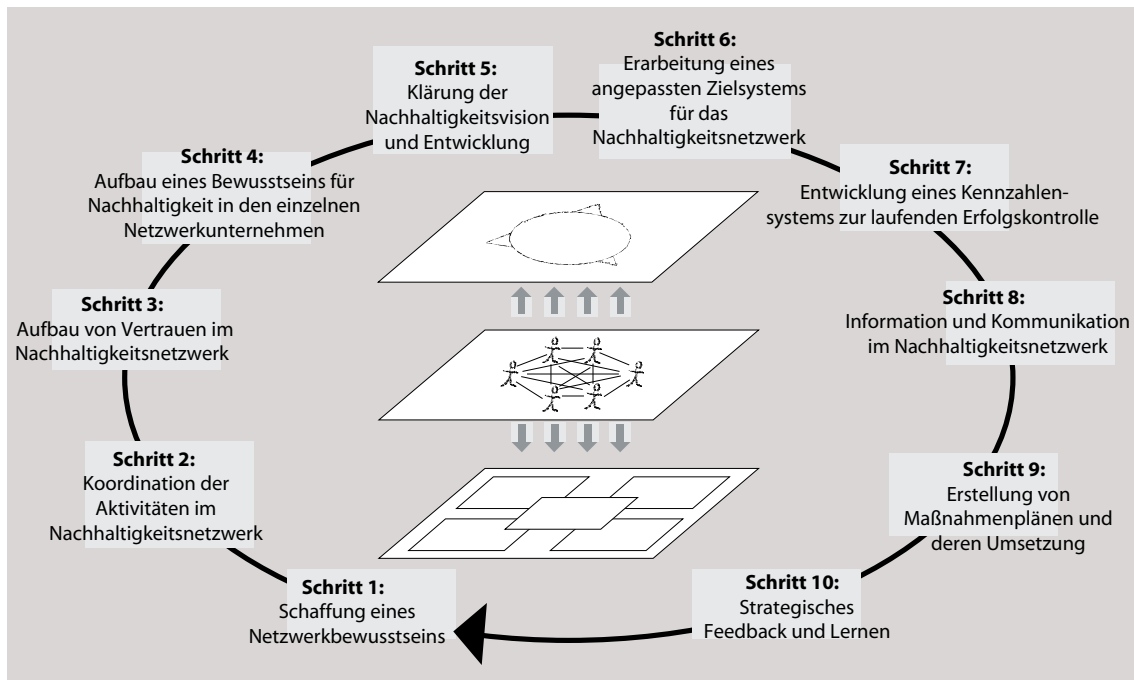 Schritt 1:
Schaffung eines
Netzwerkbewusstseins
Schritt 2:
Koordination der
Aktivitäten im
Nachhaltigkeitsnetzwerk
Schritt 3:
Aufbau von Vertrauen im
Nachhaltigkeitsnetzwerk
Schritt 4:
Aufbau eines Bewusstseins für
Nachhaltigkeit in den einzelnen
Netzwerkunternehmen
Schritt 5:
Klärung der
Nachhaltigkeitsvision
und Entwicklung
Schritt 6:
Erarbeitung eines
angepassten Zielsystems
für das
Nachhaltigkeitsnetzwerk
Schritt 7:
Entwicklung eines Kennzahlen-
systems zur laufenden Erfolgskontrolle
Schritt 8:
Information und Kommunikation
im Nachhaltigkeitsnetzwerk
Schritt 9:
Erstellung von
Maßnahmenplänen und
deren Umsetzung
Schritt 10:
Strategisches
Feedback und Lernen